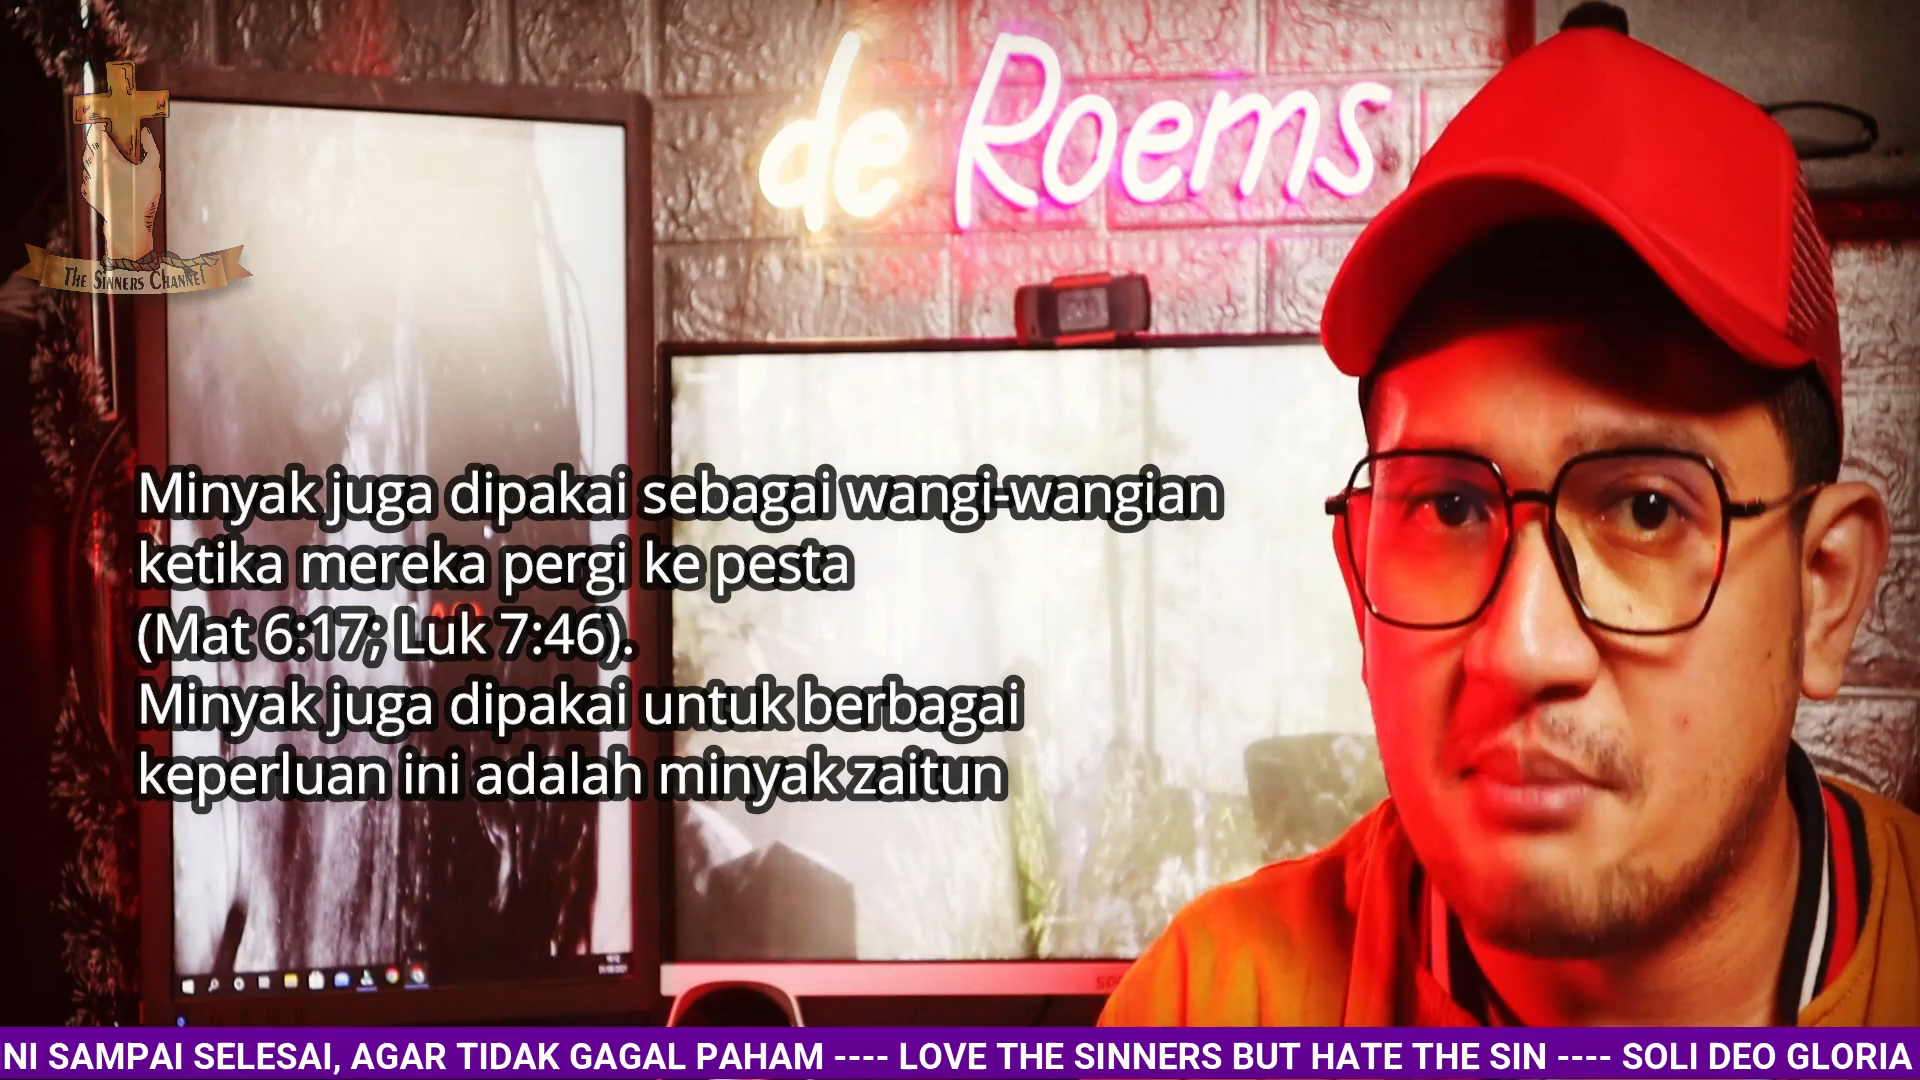 de Roems
THE SINNERS CHANNEL
Minyak juga dipakai sebagai wangi-wangian
ketika mereka pergi ke pesta
(Mat 6:17; Luk 7:46).
Minyak juga dipakai untuk berbagai
keperluan ini adalah minyak zaitun
NI SAMPAI SELESAI, AGAR TIDAK GAGAL PAHAM ---- LOVE THE SINNERS BUT HATE THE SIN ---- SOLI DEO GLORIA